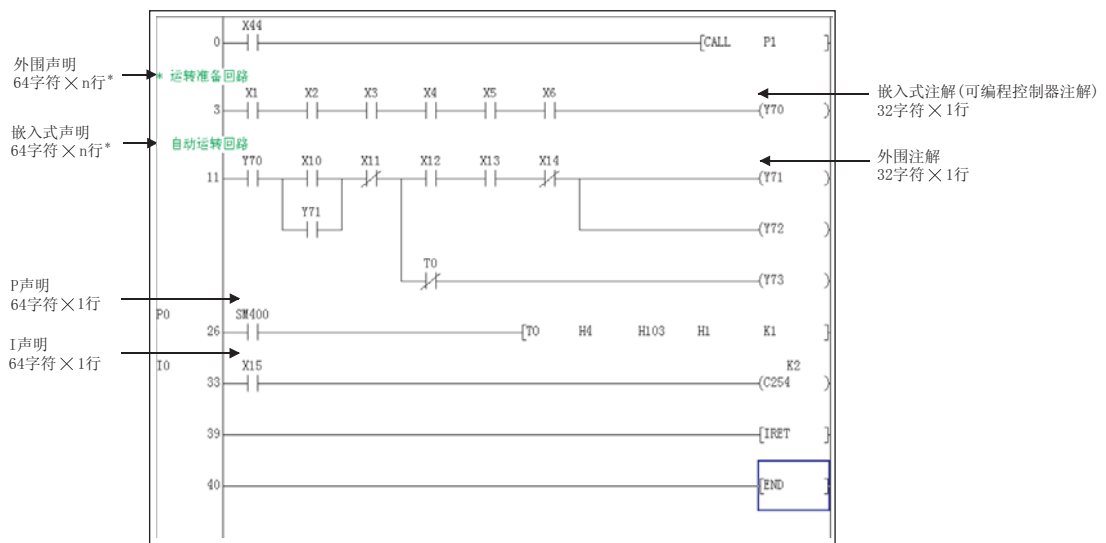 X44
0 [CALL P1 ]
外围声明
64字符×n行*
* 运转准备回路
X1 X2 X3 X4 X5 X6
3 (Y70 )
嵌入式注解(可编程控制器注解)
32字符×1行
嵌入式声明
64字符×n行*
自动运转回路
Y70 X10 X11 X12 X13 X14
11 (Y71 )
外围注解
32字符×1行
Y71
(Y72 )
T0
(Y73 )
P声明
64字符×1行
P0 SM400
26 [TO H4 H103 H1 K1 ]
I声明
64字符×1行
I0 X15 K2
33 (C254 )
39 [IRET ]
40 [END ]